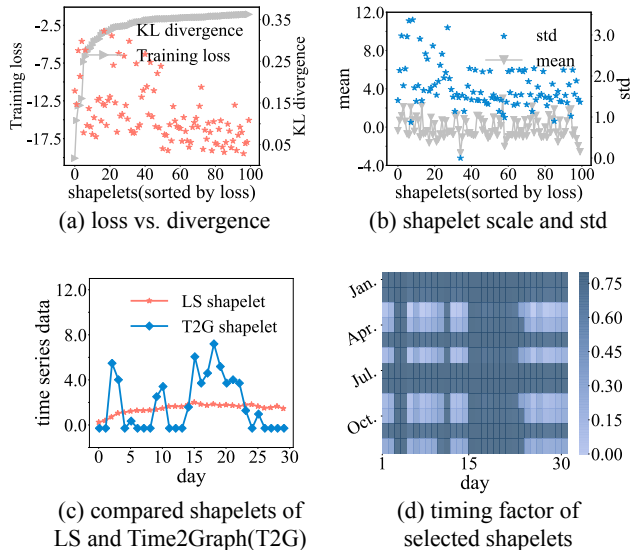 KL divergence
Training loss
Training loss
-2.5
-7.5
-12.5
-17.5
0.35
0.25
0.15
0.05
KL divergence
0 20 40 60 80 100
shapelets(sorted by loss)
(a) loss vs. divergence
std
mean
mean
12.0
8.0
4.0
0.0
-4.0
3.0
2.0
1.0
0.0
std
0 20 40 60 80 100
shapelets(sorted by loss)
(b) shapelet scale and std
LS shapelet
T2G shapelet
time series data
12.0
8.0
4.0
0.0
0 5 10 15 20 25 30
day
(c) compared shapelets of
LS and Time2Graph(T2G)
Jan.
Apr.
Jul.
Oct.
1 15 30
day
0.75
0.60
0.45
0.30
0.15
0.00
(d) timing factor of
selected shapelets